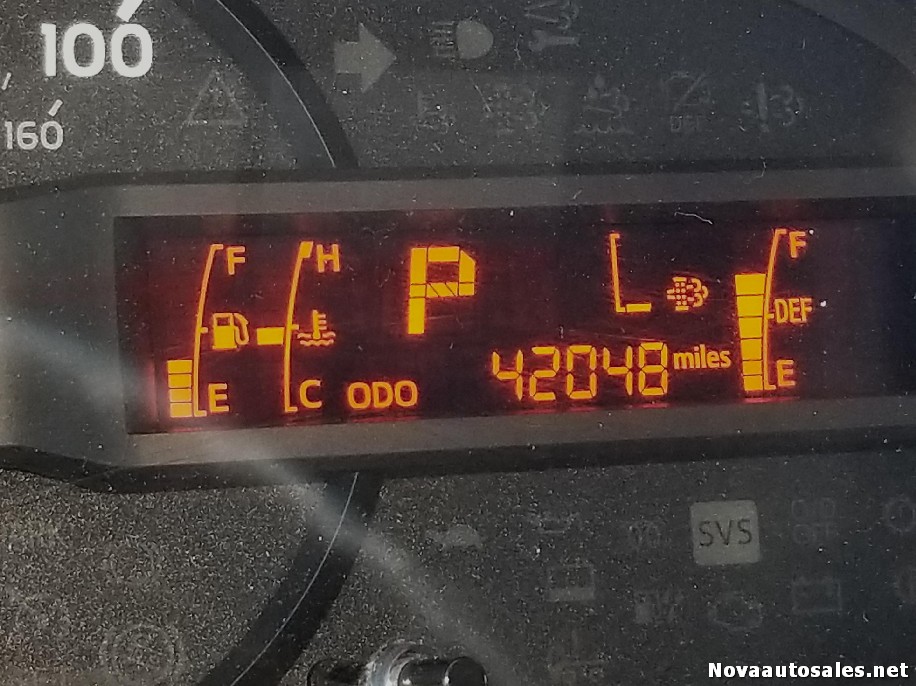 100
160
F H P F
DEF
42048 miles
E C ODO E
SVS
Novaautosales.net